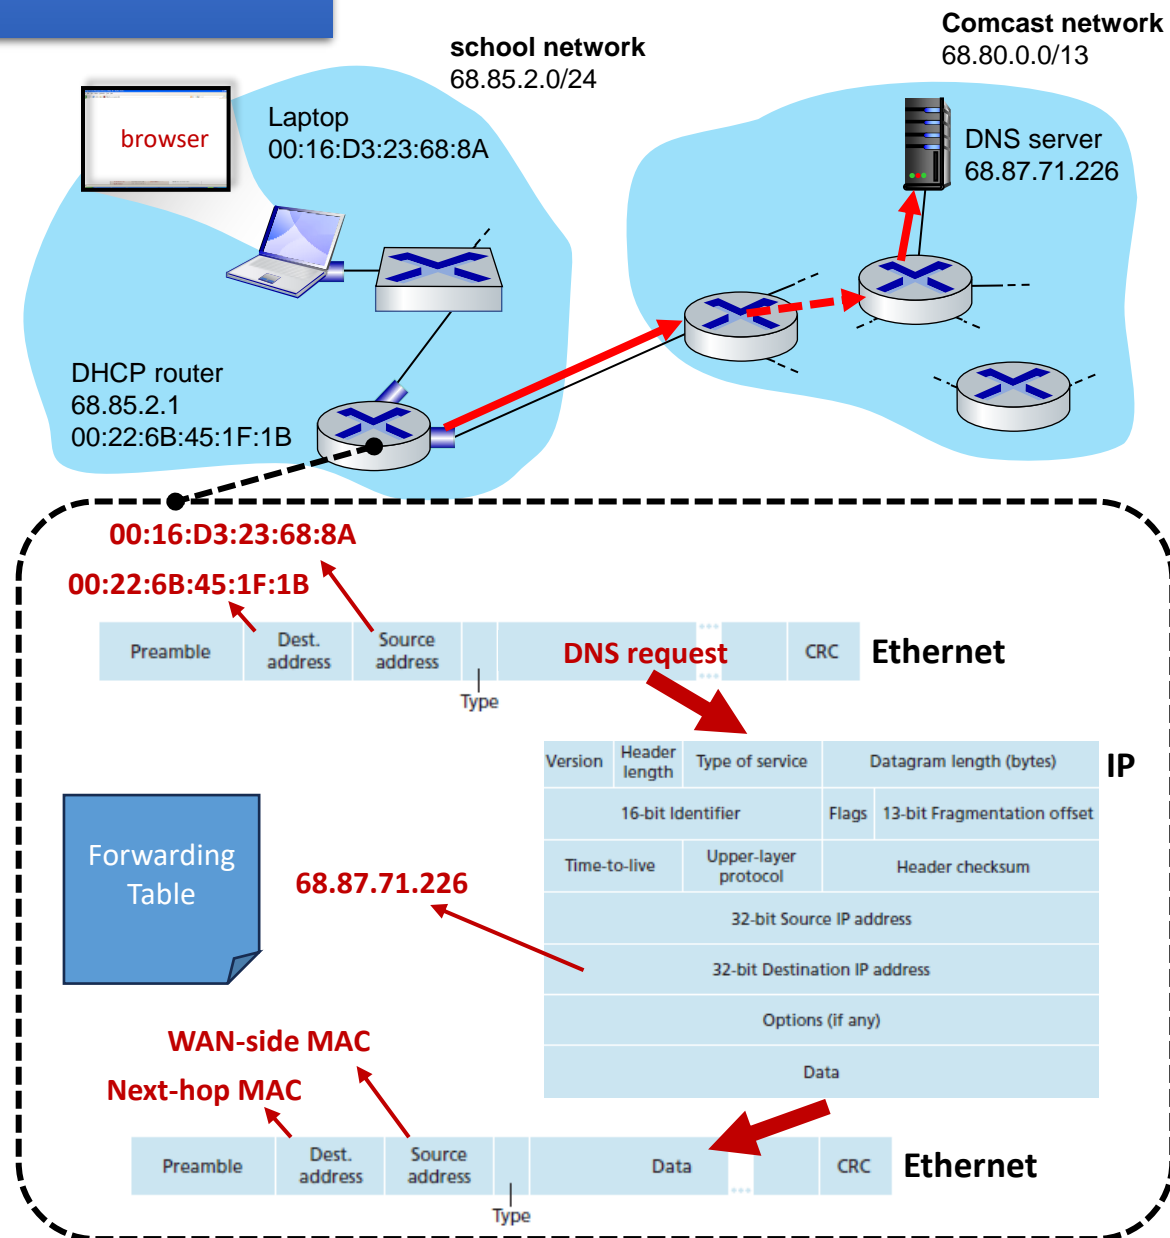 school network
68.85.2.0/24
Comcast network
68.80.0.0/13
browser
Laptop
00:16:D3:23:68:8A
DNS server
68.87.71.226
DHCP router
68.85.2.1
00:22:6B:45:1F:1B
00:16:D3:23:68:8A
00:22:6B:45:1F:1B
Preamble
Dest.
address
Source
address
Type
DNS request
CRC
Ethernet
Version
Header
length
Type of service
Datagram length (bytes)
IP
16-bit Identifier
Flags
13-bit Fragmentation offset
Time-to-live
Upper-layer
protocol
Header checksum
32-bit Source IP address
32-bit Destination IP address
Options (if any)
Data
Forwarding
Table
68.87.71.226
WAN-side MAC
Next-hop MAC
Preamble
Dest.
address
Source
address
Type
Data
CRC
Ethernet